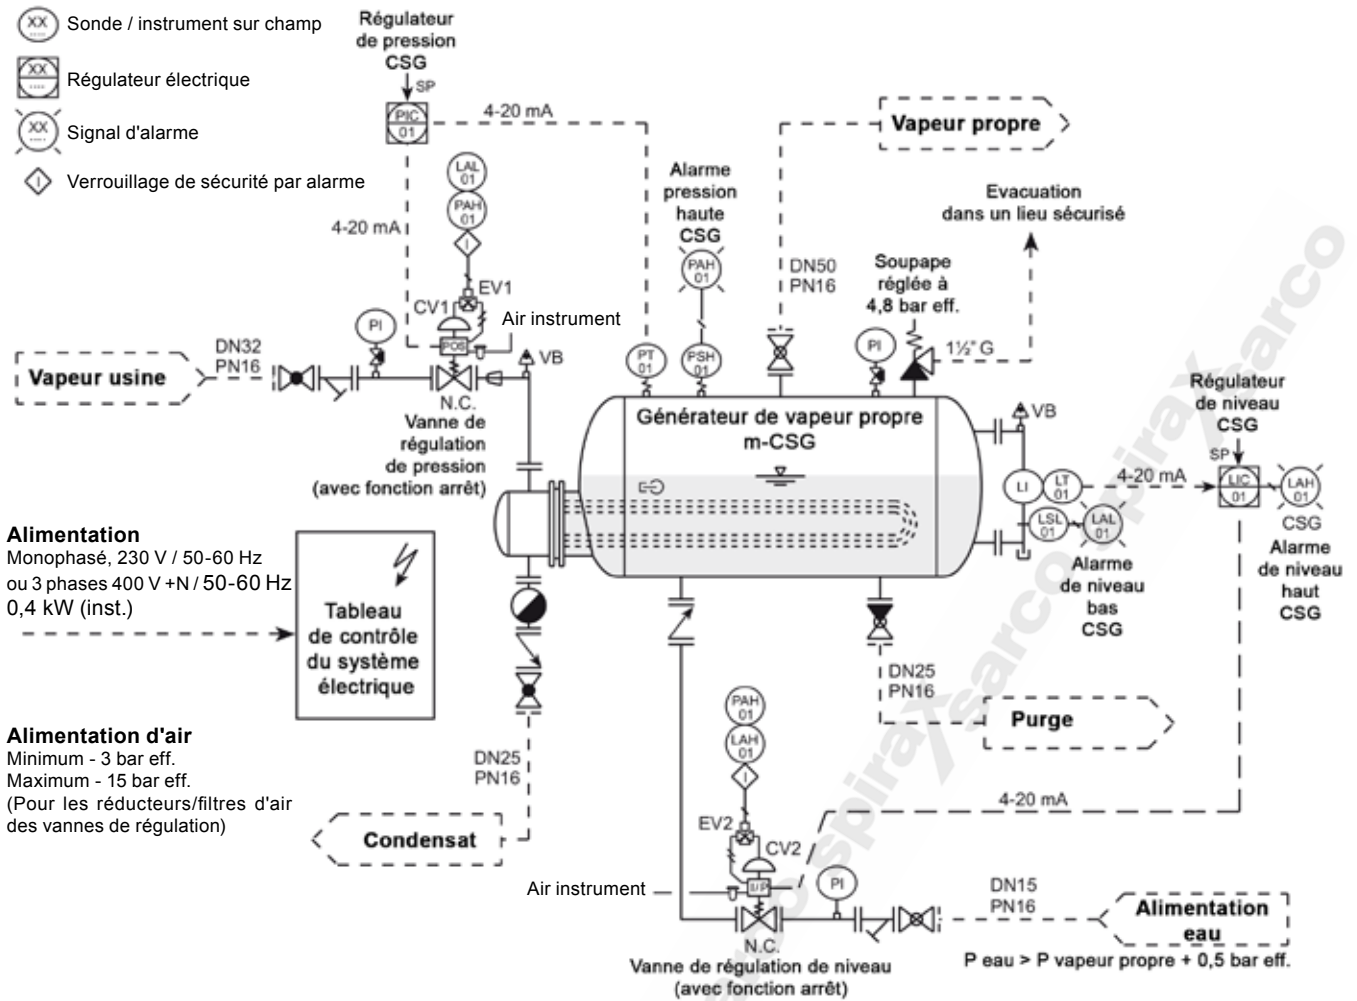 XX
....
Sonde / instrument sur champ
XX
....
Régulateur électrique
XX
.....
Signal d'alarme
I
Verrouillage de sécurité par alarme
Régulateur
de pression
CSG
SP
PIC
01
4-20 mA
4-20 mA
LAL
01
PAH
01
I
EV1
CV1
POS
Air instrument
PI
VB
DN32
PN16
Vapeur usine
N.C.
Vanne de
régulation
de pression
(avec fonction arrêt)
Alarme
pression
haute
CSG
PAH
01
PT
01
PSH
01
Vapeur propre
DN50
PN16
Evacuation
dans un lieu sécurisé
Soupape
réglée à
4,8 bar eff.
PI
1½" G
Générateur de vapeur propre
m-CSG
VB
LI
LT
01
LSL
01
LAL
01
Alarme
de niveau
bas
CSG
4-20 mA
Régulateur
de niveau
CSG
SP
LIC
01
LAH
01
CSG
Alarme
de niveau
haut
CSG
Alimentation
Monophasé, 230 V / 50-60 Hz
ou 3 phases 400 V +N / 50-60 Hz
0,4 kW (inst.)
Tableau
de contrôle
du système
électrique
Alimentation d'air
Minimum - 3 bar eff.
Maximum - 15 bar eff.
(Pour les réducteurs/filtres d'air
des vannes de régulation)
DN25
PN16
Condensat
DN25
PN16
Purge
PAH
01
LAH
01
I
EV2
CV2
I/P
Air instrument
PI
4-20 mA
N.C.
Vanne de régulation de niveau
(avec fonction arrêt)
DN15
PN16
Alimentation
eau
P eau > P vapeur propre + 0,5 bar eff.
spirax sarco spirax sarco